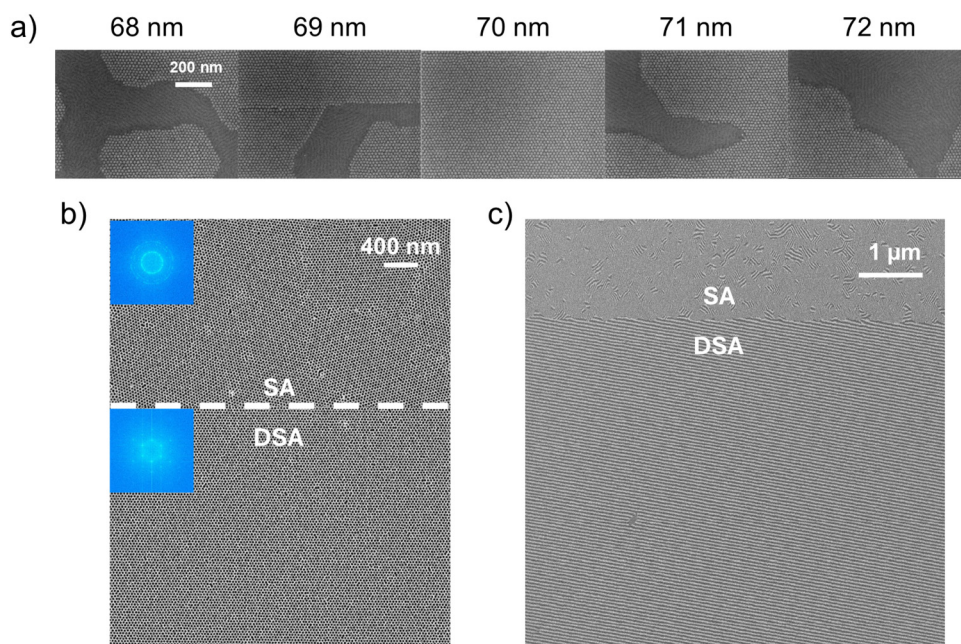 a)
68 nm
69 nm
70 nm
71 nm
72 nm
200 nm
b)
400 nm
SA
DSA
c)
1 μm
SA
DSA